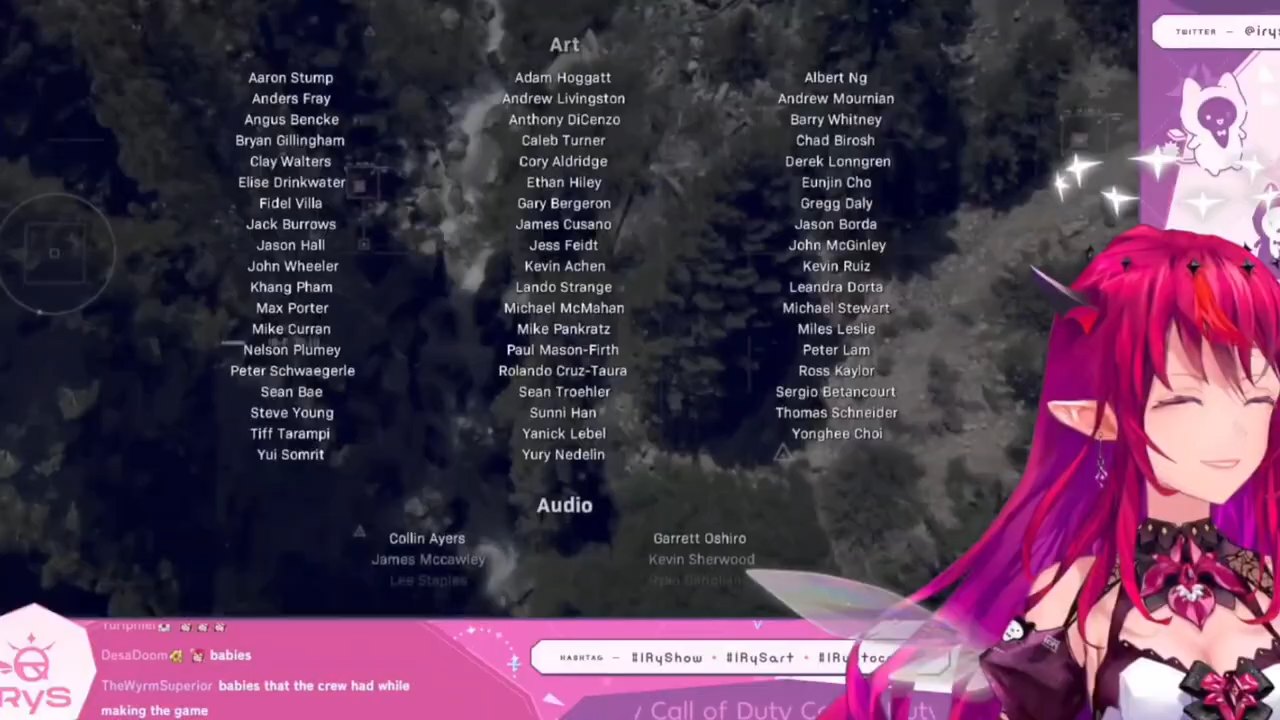 Art
Aaron Stump
Anders Fray
Angus Bencke
Bryan Gillingham
Clay Walters
Elise Drinkwater
Fidel Villa
Jack Burrows
Jason Hall
John Wheeler
Khang Pham
Max Porter
Mike Curran
Nelson Plumey
Peter Schwaegerle
Sean Bae
Steve Young
Tiff Tarampi
Yui Somrit
Adam Hoggatt
Andrew Livingston
Anthony DiCenzo
Caleb Turner
Cory Aldridge
Ethan Hiley
Gary Bergeron
James Cusano
Jess Feidt
Kevin Achen
Lando Strange
Michael McMahan
Mike Pankratz
Paul Mason-Firth
Rolando Cruz-Taura
Sean Troehler
Sunni Han
Yanick Lebel
Yury Nedelin
Albert Ng
Andrew Mournian
Barry Whitney
Chad Birosh
Derek Lonngren
Eunjin Cho
Gregg Daly
Jason Borda
John McGinley
Kevin Ruiz
Leandra Dorta
Michael Stewart
Miles Leslie
Peter Lam
Ross Kaylor
Sergio Betancourt
Thomas Schneider
Yonghee Choi
Audio
Collin Ayers
James Mccawley
Lee Staples
Garrett Oshiro
Kevin Sherwood
TWITTER — @irys
DesaDoom babies
TheWyrmSuperior babies that the crew had while
making the game
HASHTAG — #IRyShow • #IRySart •
/ Call of Duty
IRyS